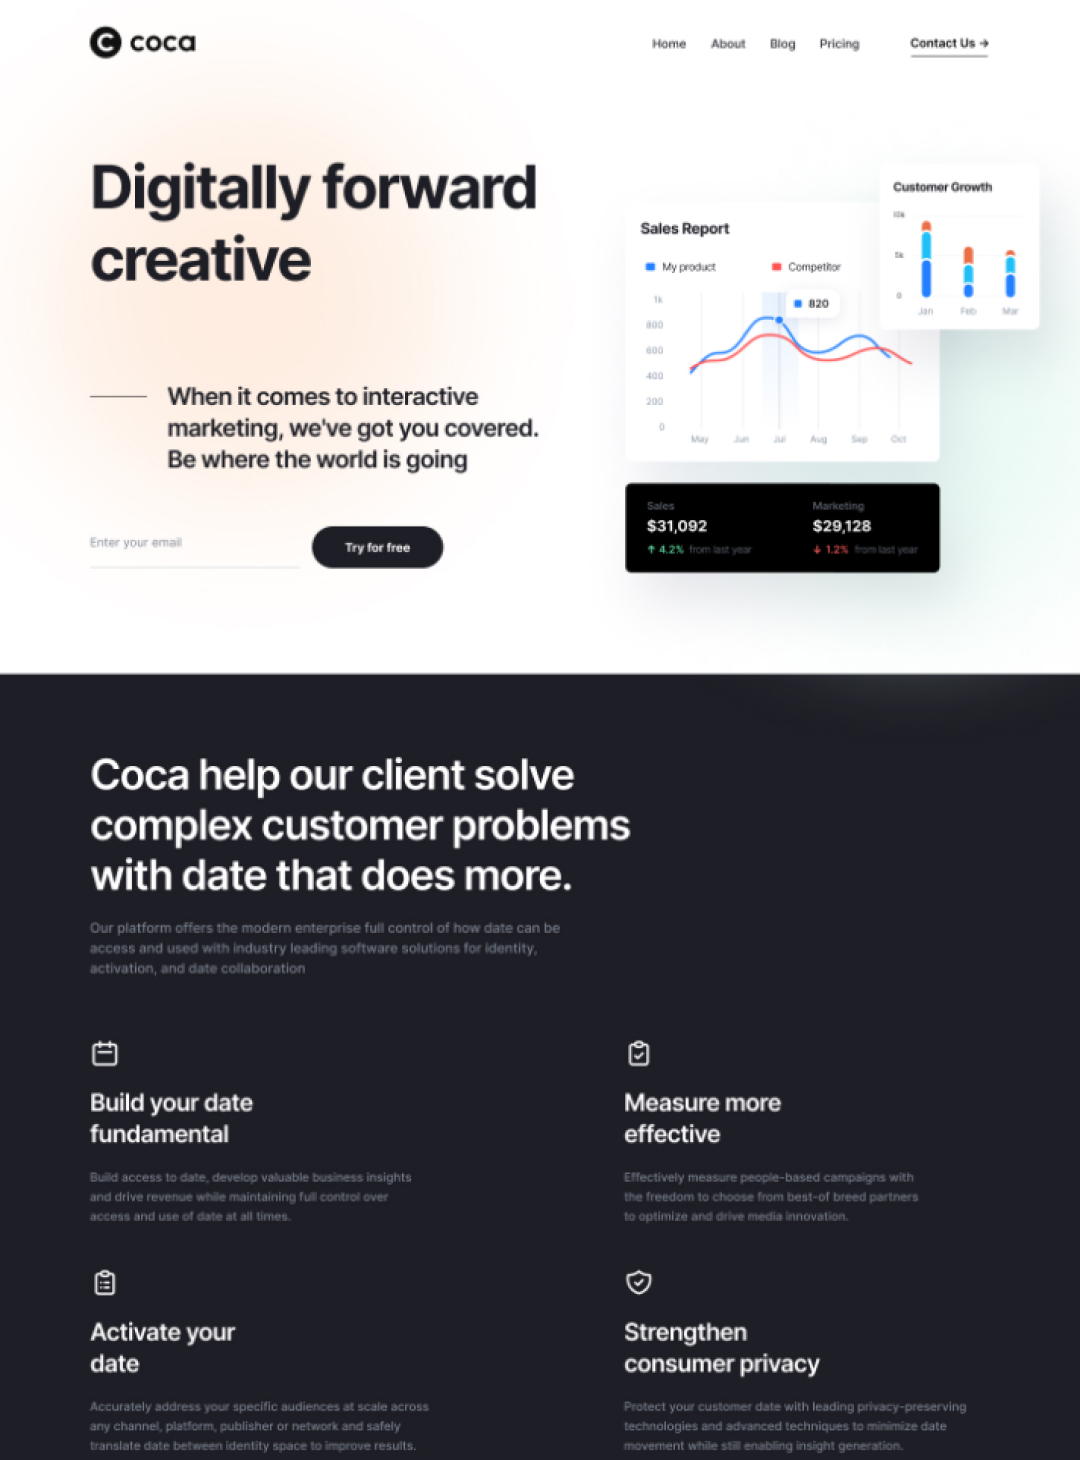 coca
Home About Blog Pricing Contact Us →
Digitally forward
creative
When it comes to interactive
marketing, we've got you covered.
Be where the world is going
Enter your email
Try for free
Sales Report
My product Competitor
820
1k
800
600
400
200
0
May Jun Jul Aug Sep Oct
Customer Growth
10k
5k
0
Jan Feb Mar
Sales
$31,092
↑ 4.2% from last year
Marketing
$29,128
↓ 1.2% from last year
Coca help our client solve
complex customer problems
with date that does more.
Our platform offers the modern enterprise full control of how date can be
access and used with industry leading software solutions for identity,
activation, and date collaboration
Build your date
fundamental
Build access to date, develop valuable business insights
and drive revenue while maintaining full control over
access and use of date at all times.
Measure more
effective
Effectively measure people-based campaigns with
the freedom to choose from best-of breed partners
to optimize and drive media innovation.
Activate your
date
Accurately address your specific audiences at scale across
any channel, platform, publisher or network and safely
translate date between identity space to improve results.
Strengthen
consumer privacy
Protect your customer date with leading privacy-preserving
technologies and advanced techniques to minimize date
movement while still enabling insight generation.